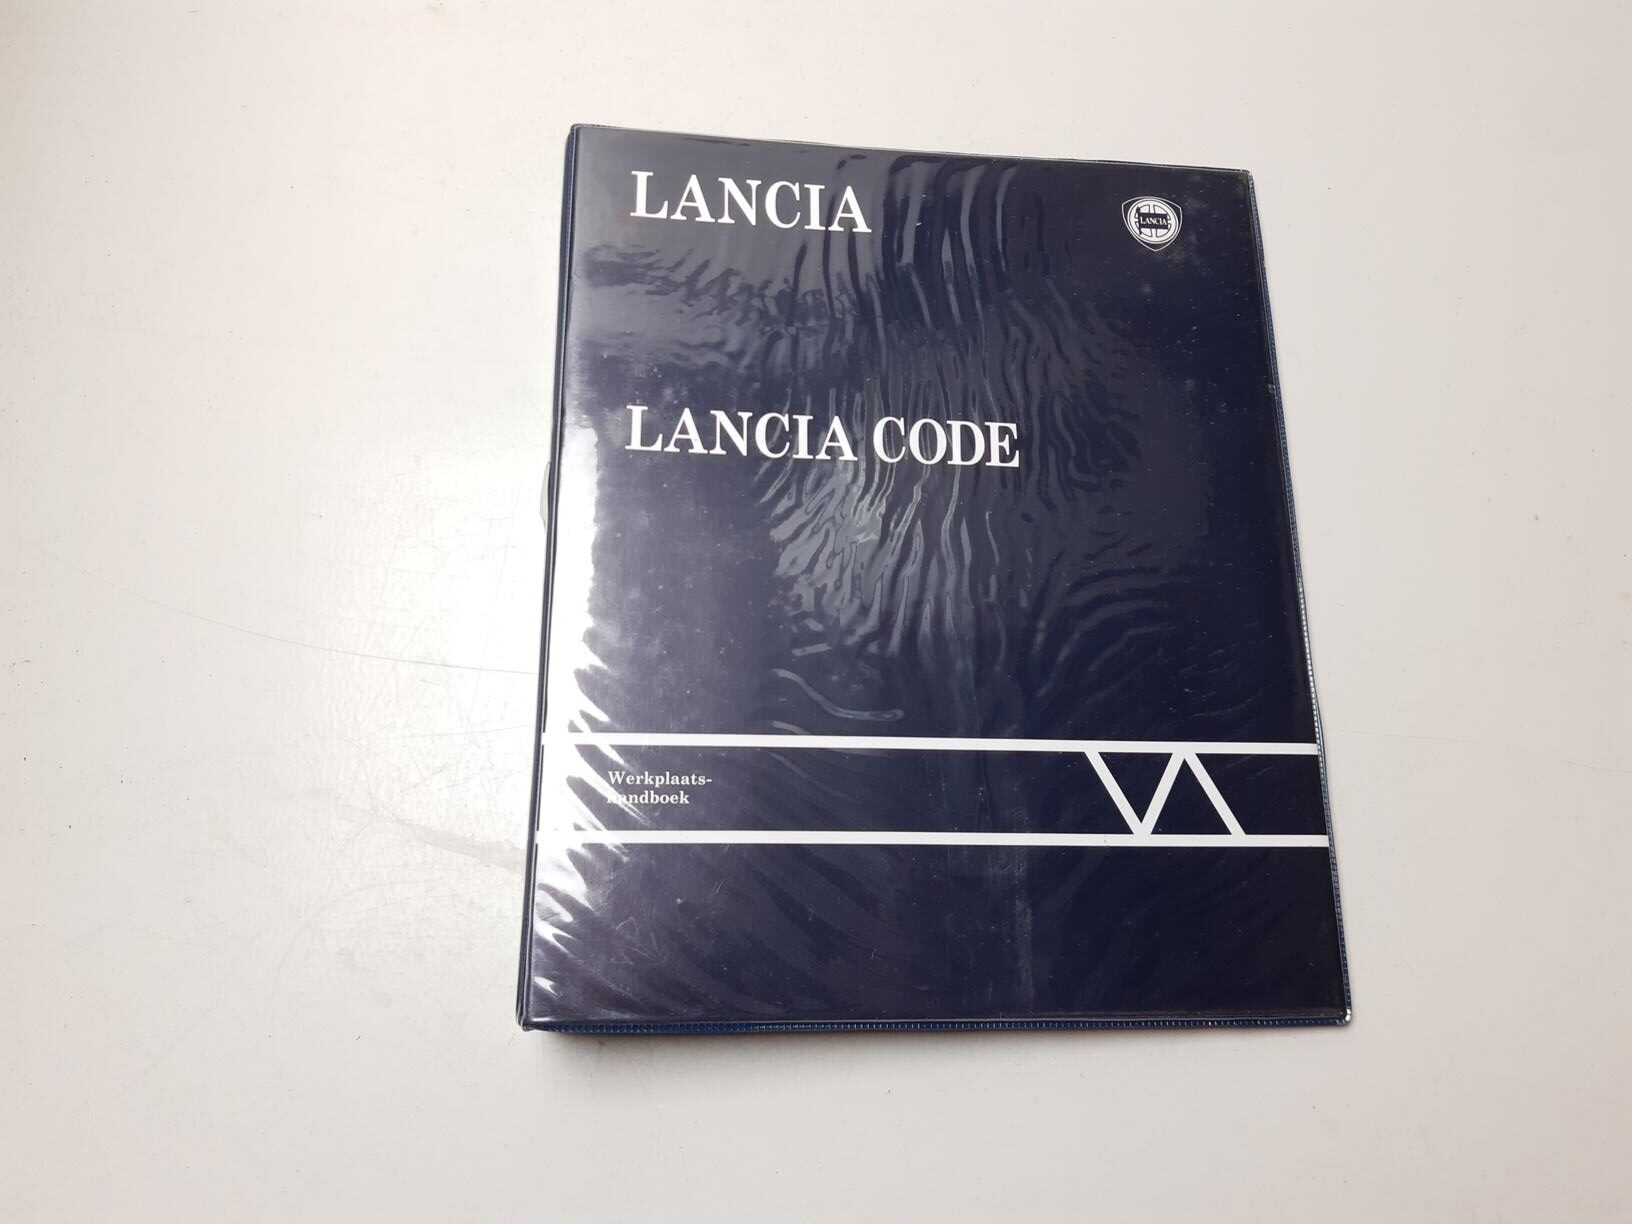 LANCIA
LANCIA
LANCIA CODE
Werkplaats-
handboek